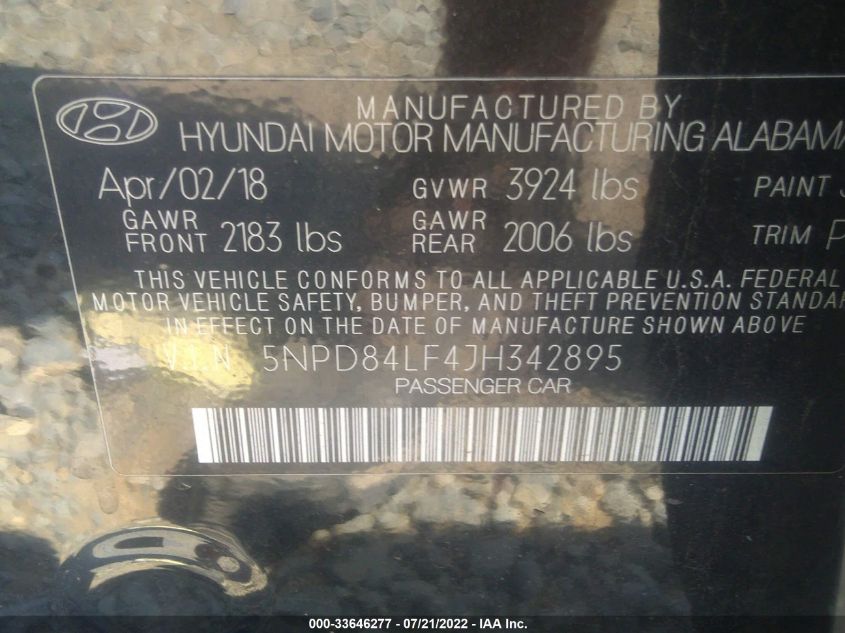 MANUFACTURED BY
HYUNDAI MOTOR MANUFACTURING ALABAMA
Apr/02/18 GVWR 3924 lbs PAINT
GAWR FRONT 2183 lbs GAWR REAR 2006 lbs TRIM
THIS VEHICLE CONFORMS TO ALL APPLICABLE U.S.A. FEDERAL
MOTOR VEHICLE SAFETY, BUMPER, AND THEFT PREVENTION STANDAR
IN EFFECT ON THE DATE OF MANUFACTURE SHOWN ABOVE
V.I.N. 5NPD84LF4JH342895
PASSENGER CAR
000-33646277 - 07/21/2022 - IAA Inc.